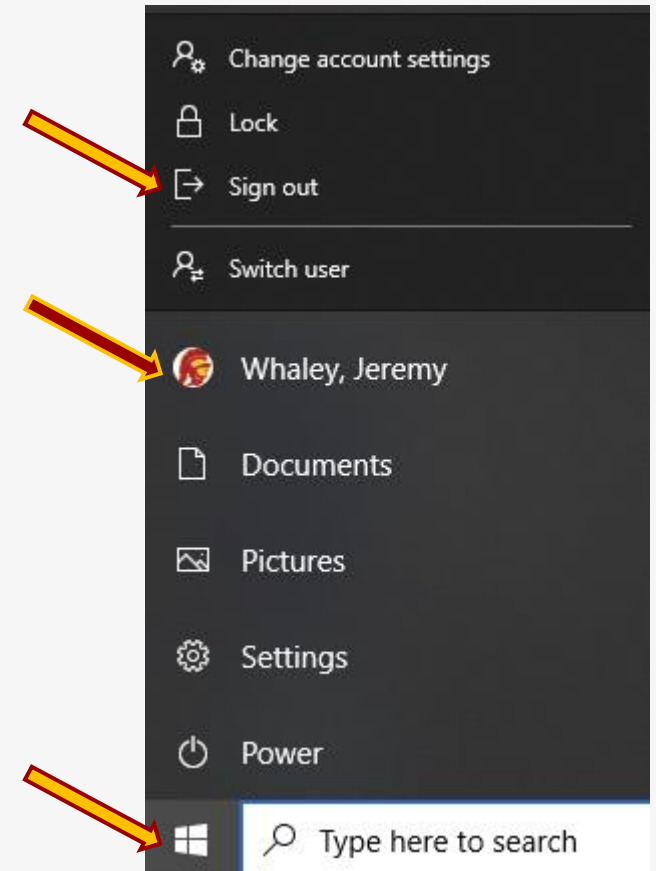 Change account settings
Lock
Sign out
Switch user
Whaley, Jeremy
Documents
Pictures
Settings
Power
Type here to search